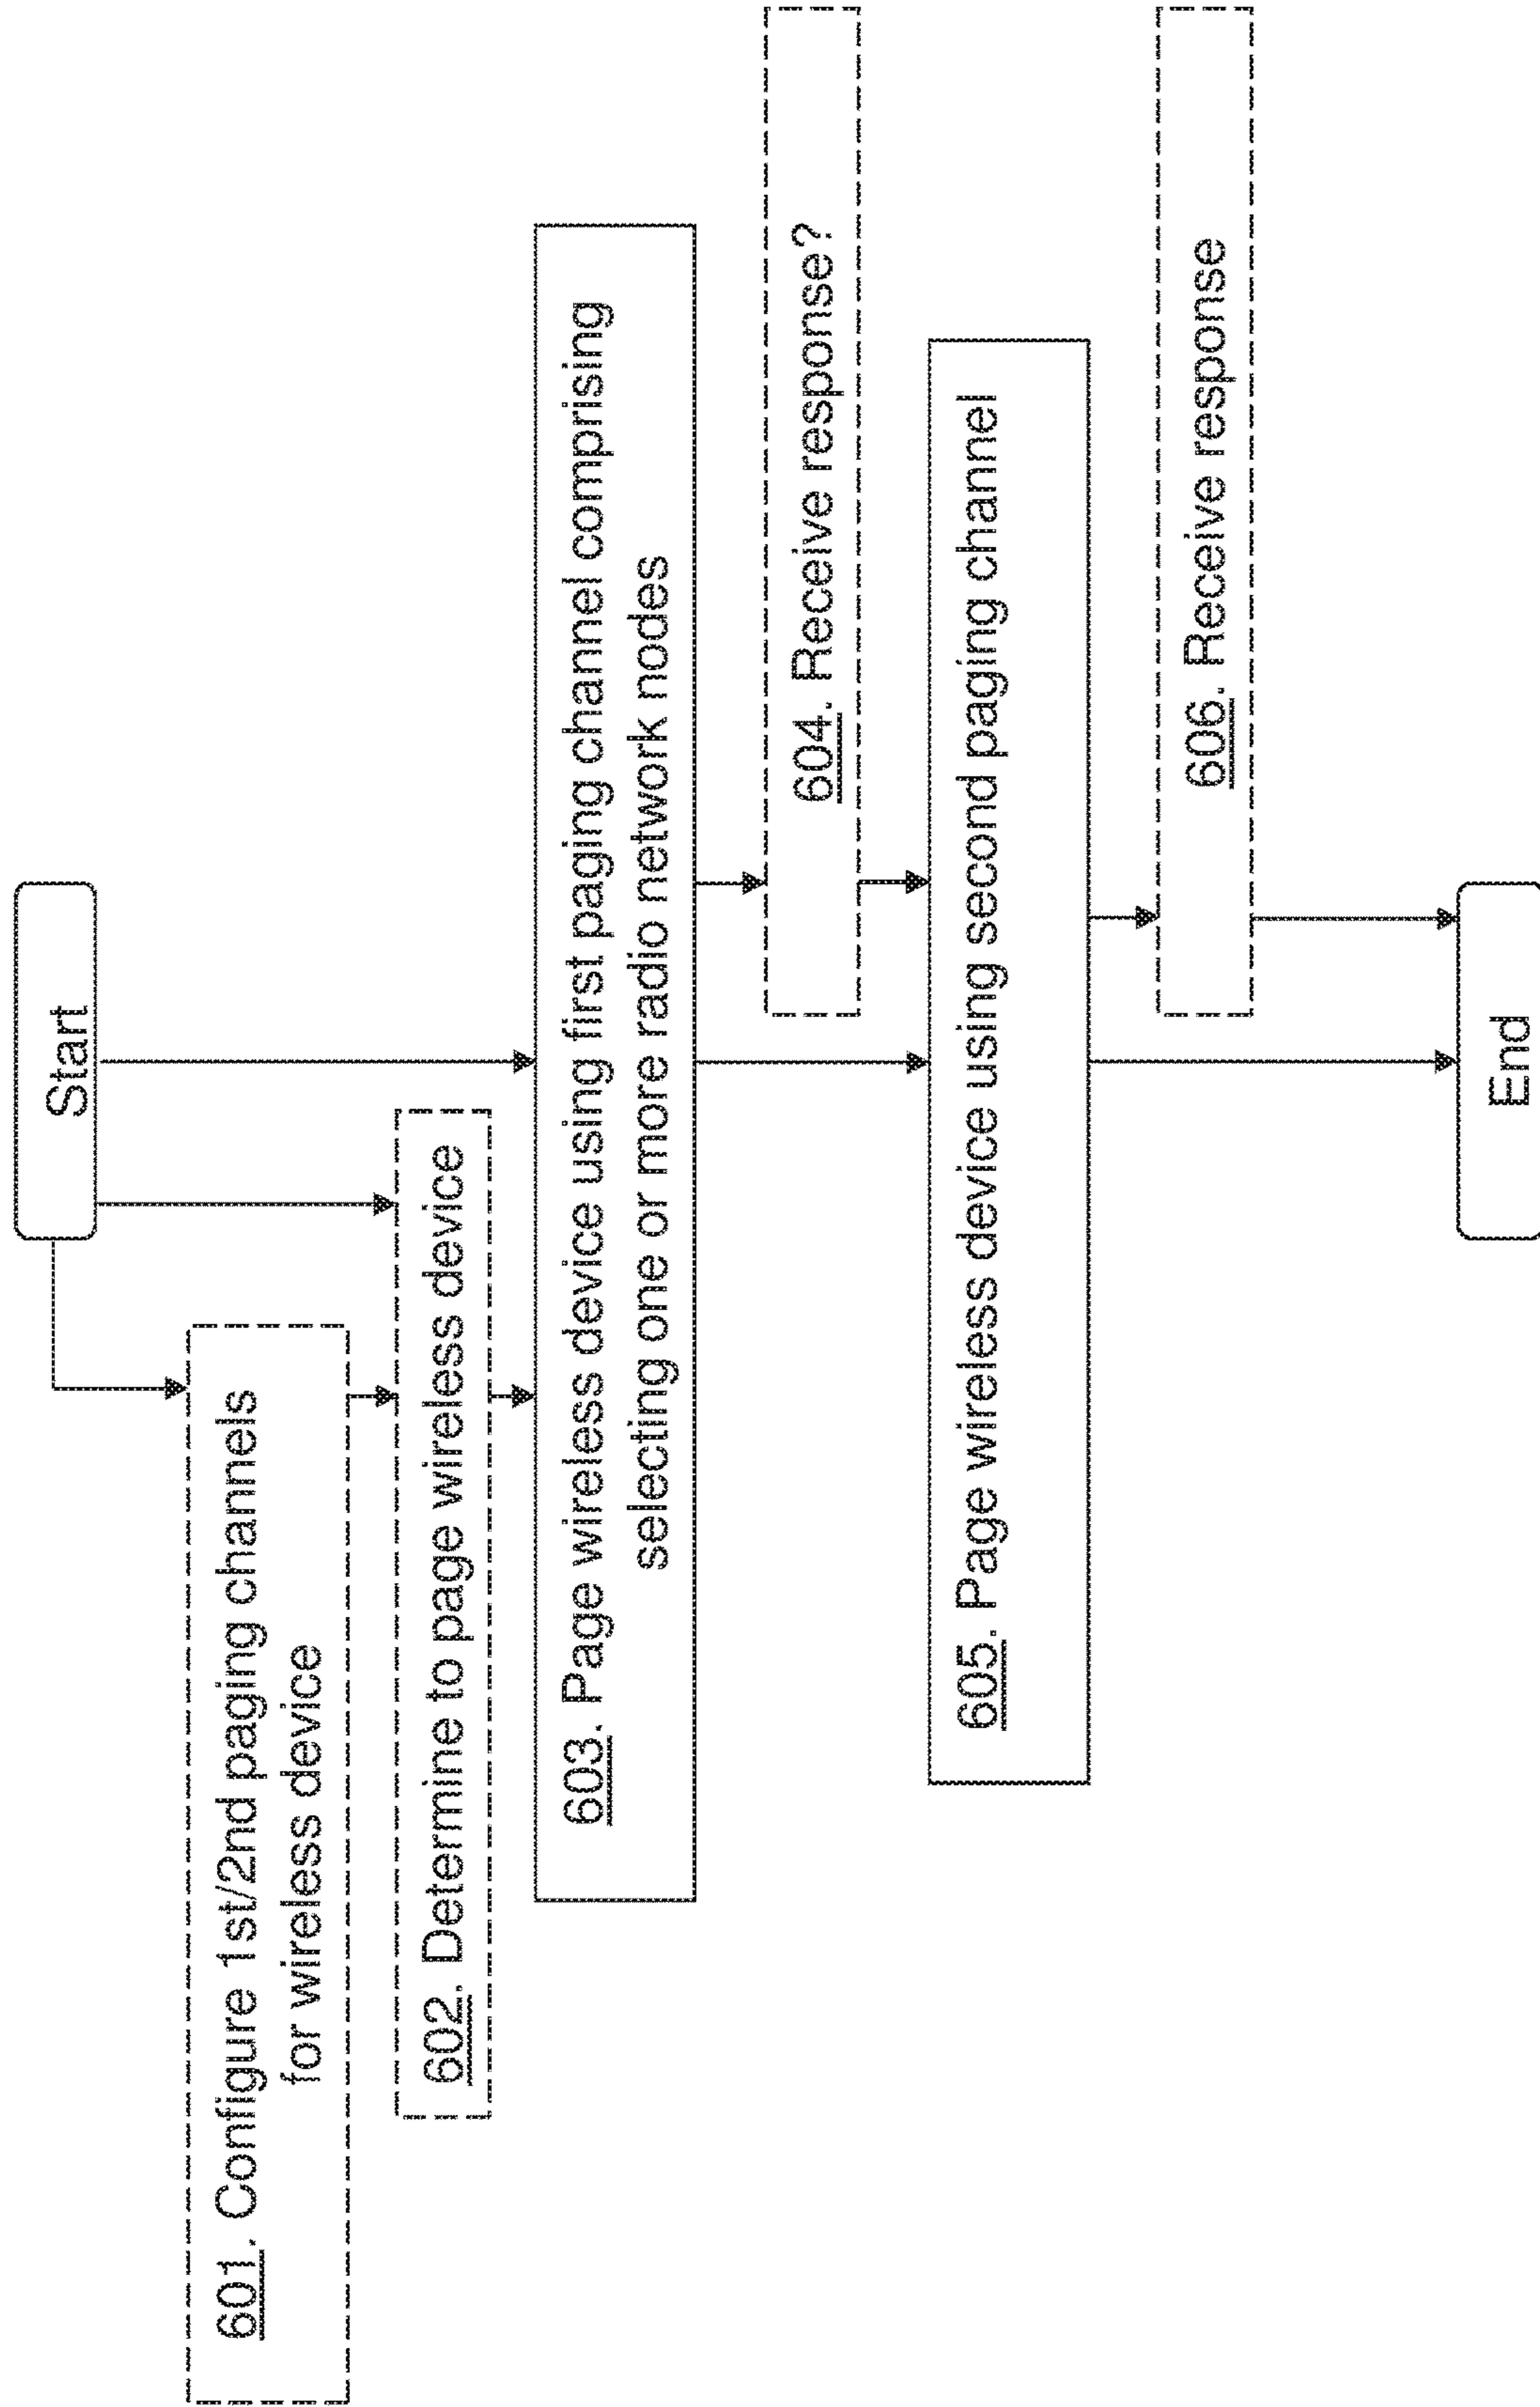 Start
601. Configure 1st/2nd paging channels
for wireless device
602. Determine to page wireless device
603. Page wireless device using first paging channel comprising
selecting one or more radio network nodes
604. Receive response?
605. Page wireless device using second paging channel
606. Receive response
End